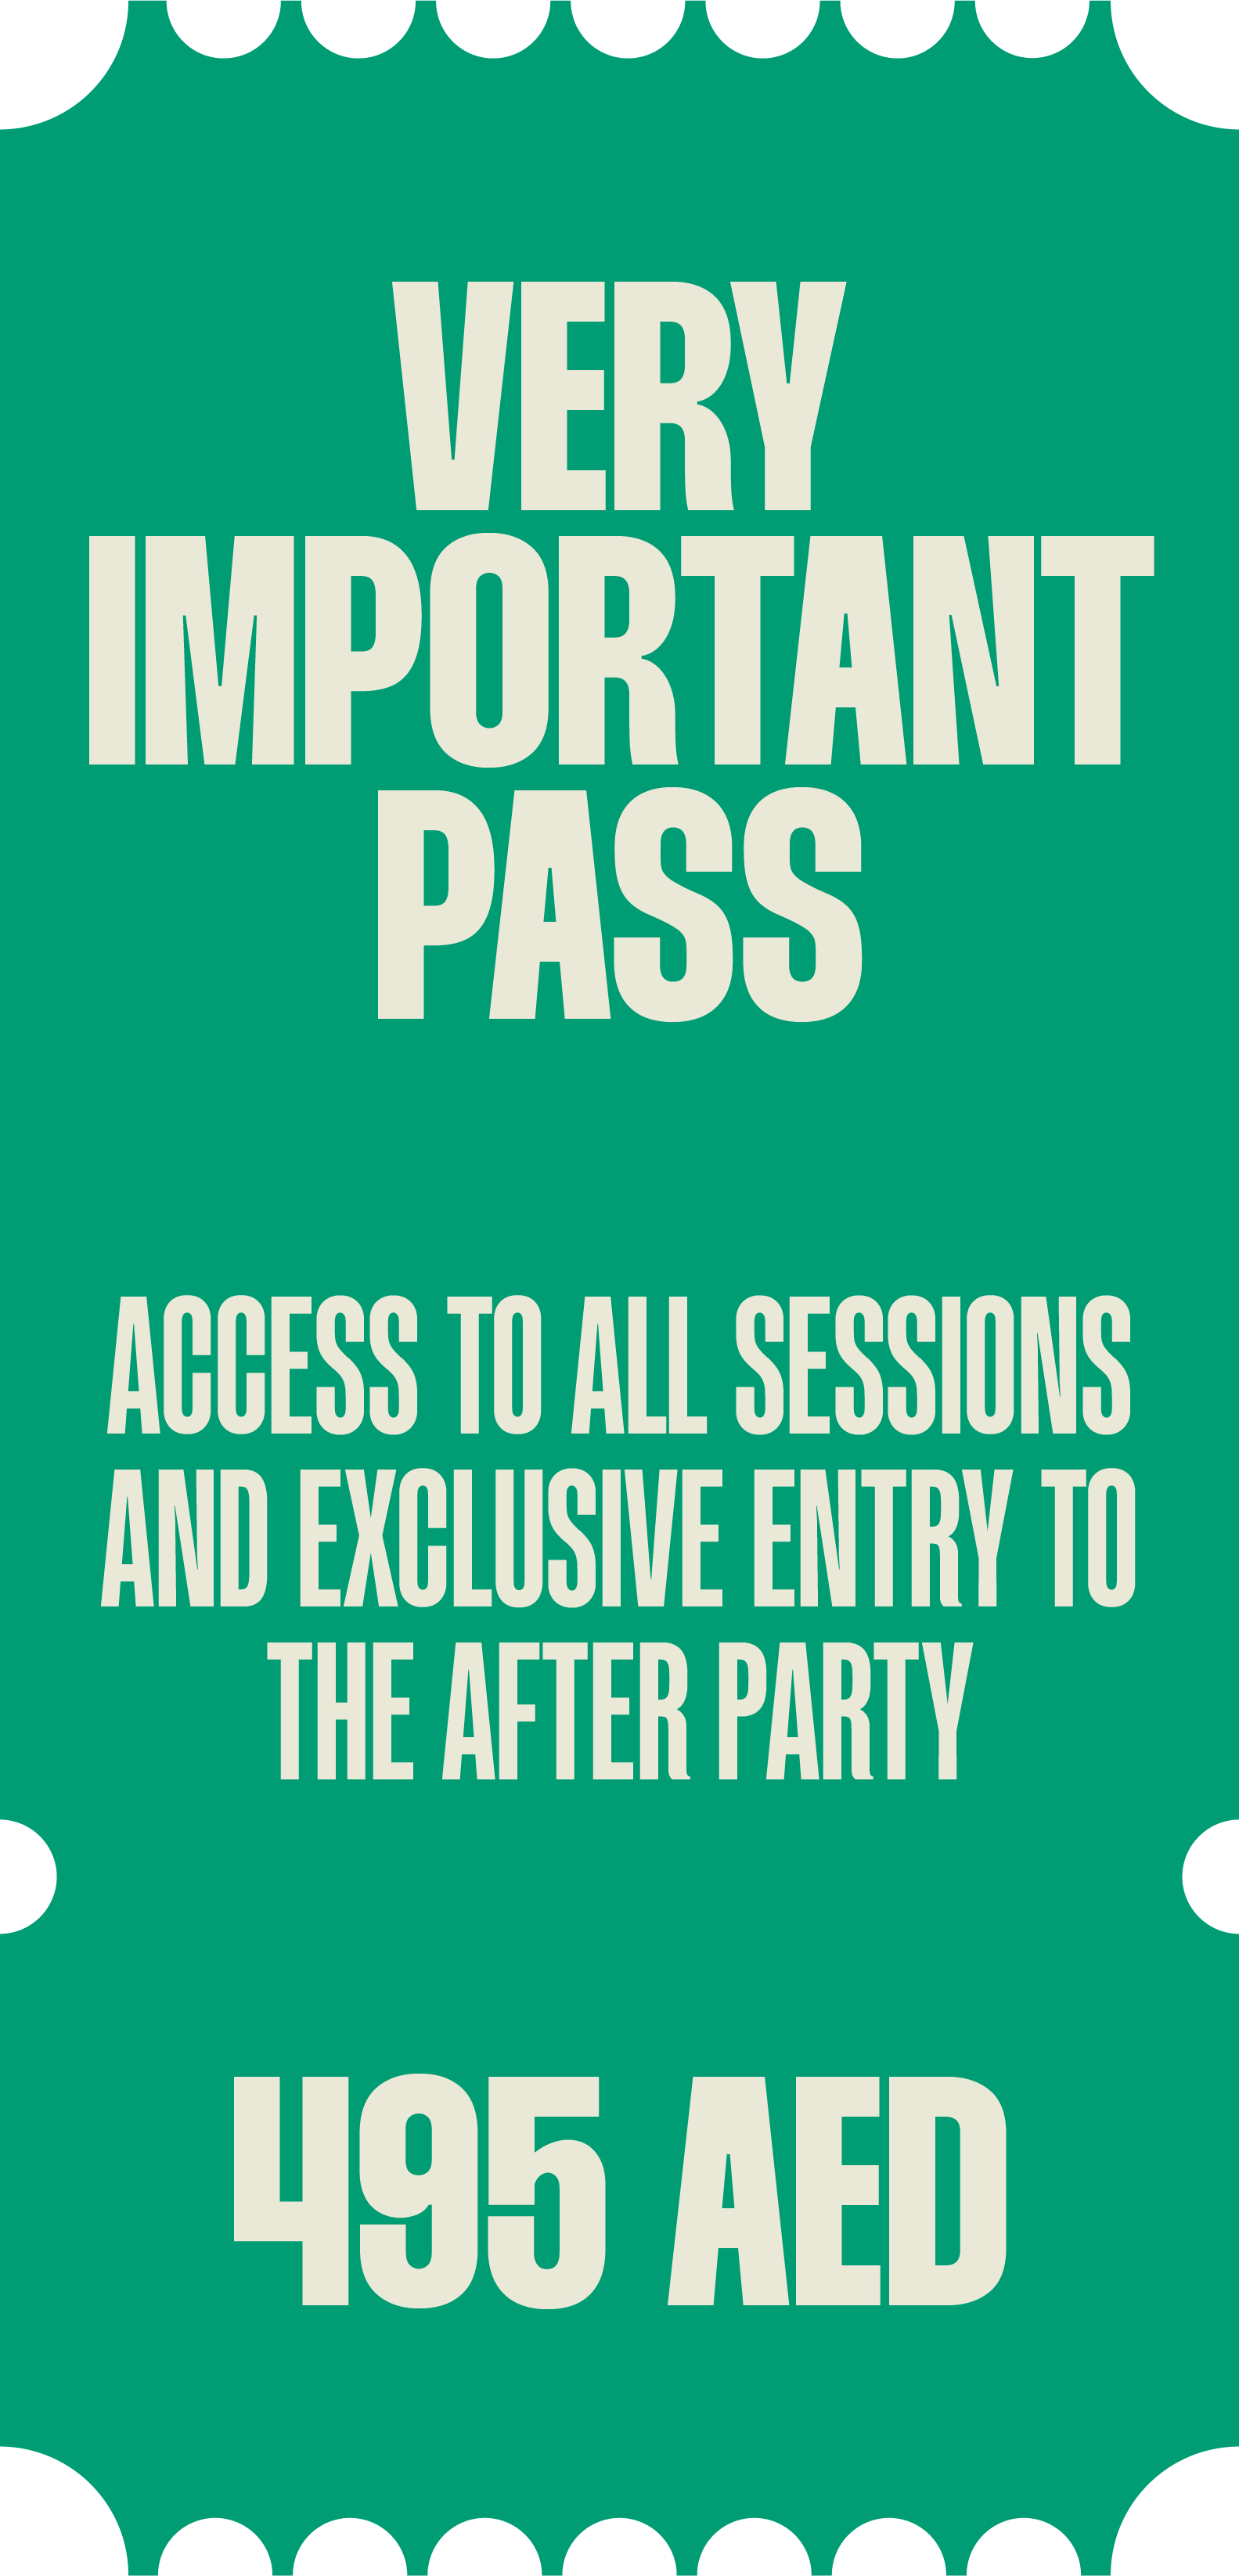 VERY
IMPORTANT
PASS
ACCESS TO ALL SESSIONS
AND EXCLUSIVE ENTRY TO
THE AFTER PARTY
495 AED